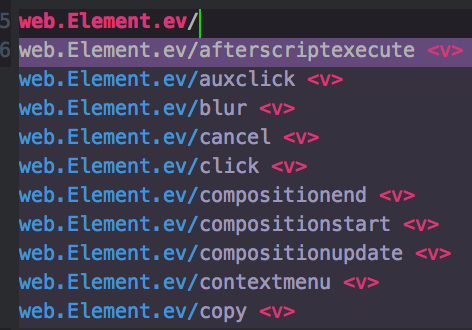 5 web.Element.ev/
6 web.Element.ev/afterscriptexecute <v>
web.Element.ev/auxclick <v>
web.Element.ev/blur <v>
web.Element.ev/cancel <v>
web.Element.ev/click <v>
web.Element.ev/compositionend <v>
web.Element.ev/compositionstart <v>
web.Element.ev/compositionupdate <v>
web.Element.ev/contextmenu <v>
web.Element.ev/copy <v>